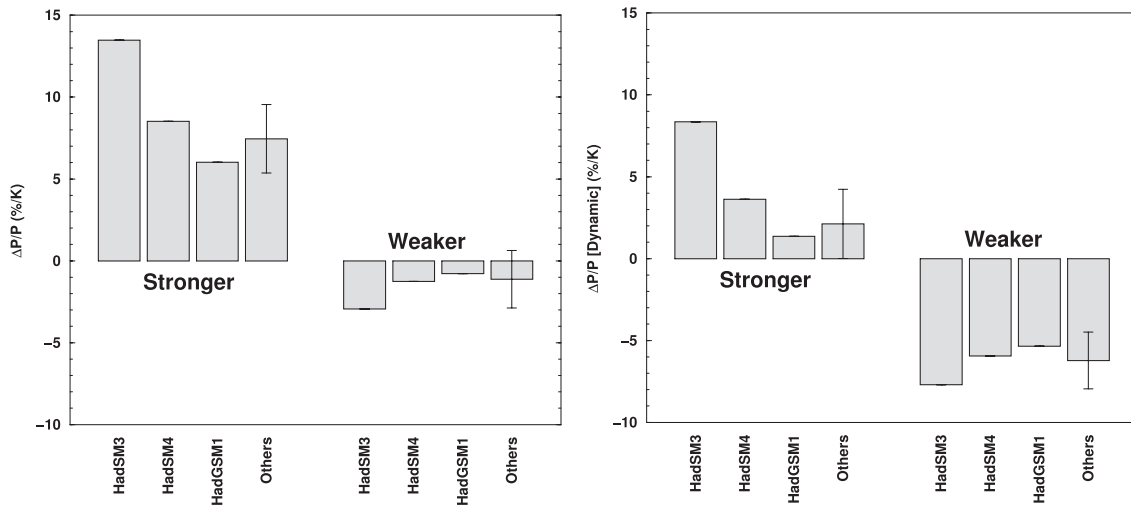 ΔP/P (%/K)
15
10
5
0
−5
−10
Stronger
Weaker
HadSM3
HadSM4
HadGSM1
Others
HadSM3
HadSM4
HadGSM1
Others
ΔP/P [Dynamic] (%/K)
15
10
5
0
−5
−10
Stronger
Weaker
HadSM3
HadSM4
HadGSM1
Others
HadSM3
HadSM4
HadGSM1
Others